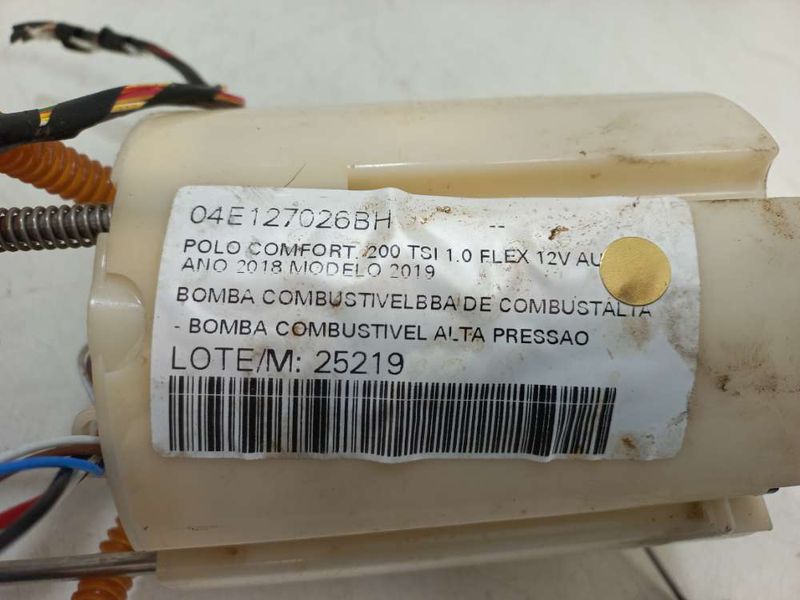 04E127026BH --
POLO COMFORT. 200 TSI 1.0 FLEX 12V AU
ANO 2018 MODELO 2019
BOMBA COMBUSTIVELBBA DE COMBUSTALTA
- BOMBA COMBUSTIVEL ALTA PRESSAO
LOTE/M: 25219